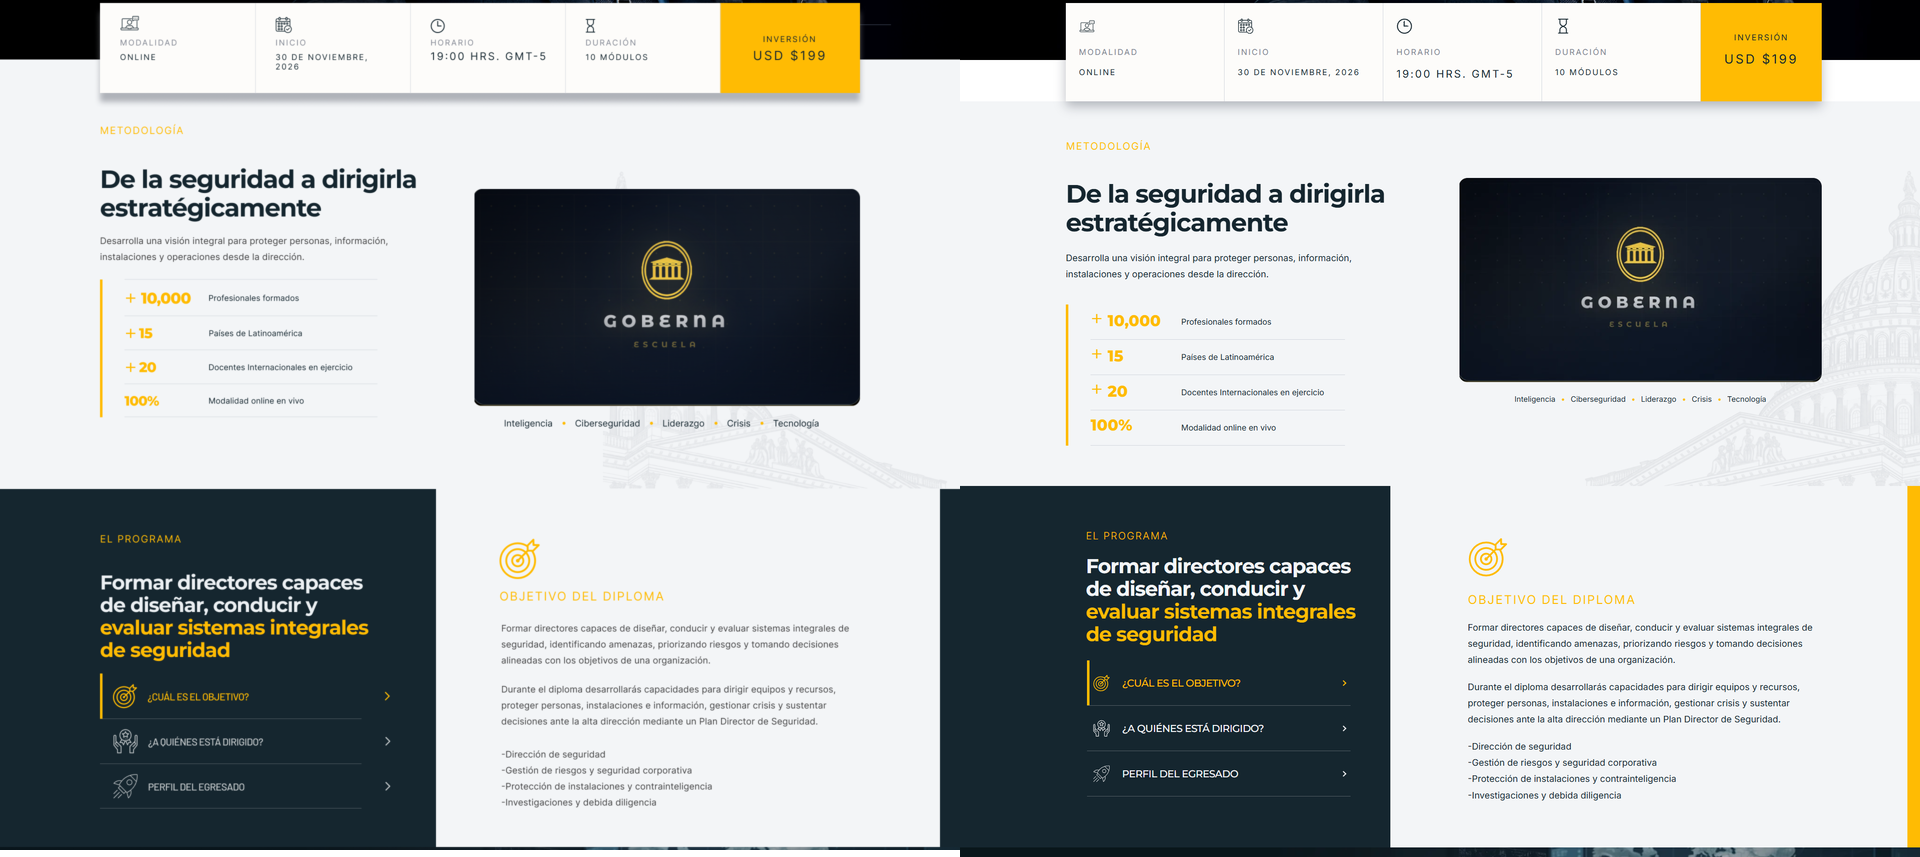 MODALIDAD
ONLINE
INICIO
30 DE NOVIEMBRE,
2026
HORARIO
19:00 HRS. GMT-5
DURACIÓN
10 MÓDULOS
INVERSIÓN
USD $199
METODOLOGÍA
De la seguridad a dirigirla
estratégicamente
Desarrolla una visión integral para proteger personas, información,
instalaciones y operaciones desde la dirección.
+ 10,000 Profesionales formados
+ 15 Países de Latinoamérica
+ 20 Docentes Internacionales en ejercicio
100% Modalidad online en vivo
GOBERNA
ESCUELA
Inteligencia • Ciberseguridad • Liderazgo • Crisis • Tecnología
EL PROGRAMA
Formar directores capaces
de diseñar, conducir y
evaluar sistemas integrales
de seguridad
¿CUÁL ES EL OBJETIVO?
¿A QUIÉNES ESTÁ DIRIGIDO?
PERFIL DEL EGRESADO
OBJETIVO DEL DIPLOMA
Formar directores capaces de diseñar, conducir y evaluar sistemas integrales de
seguridad, identificando amenazas, priorizando riesgos y tomando decisiones
alineadas con los objetivos de una organización.
Durante el diploma desarrollarás capacidades para dirigir equipos y recursos,
proteger personas, instalaciones e información, gestionar crisis y sustentar
decisiones ante la alta dirección mediante un Plan Director de Seguridad.
-Dirección de seguridad
-Gestión de riesgos y seguridad corporativa
-Protección de instalaciones y contrainteligencia
-Investigaciones y debida diligencia
MODALIDAD
ONLINE
INICIO
30 DE NOVIEMBRE, 2026
HORARIO
19:00 HRS. GMT-5
DURACIÓN
10 MÓDULOS
INVERSIÓN
USD $199
METODOLOGÍA
De la seguridad a dirigirla
estratégicamente
Desarrolla una visión integral para proteger personas, información,
instalaciones y operaciones desde la dirección.
+ 10,000 Profesionales formados
+ 15 Países de Latinoamérica
+ 20 Docentes Internacionales en ejercicio
100% Modalidad online en vivo
GOBERNA
ESCUELA
Inteligencia • Ciberseguridad • Liderazgo • Crisis • Tecnología
EL PROGRAMA
Formar directores capaces
de diseñar, conducir y
evaluar sistemas integrales
de seguridad
¿CUÁL ES EL OBJETIVO?
¿A QUIÉNES ESTÁ DIRIGIDO?
PERFIL DEL EGRESADO
OBJETIVO DEL DIPLOMA
Formar directores capaces de diseñar, conducir y evaluar sistemas integrales de
seguridad, identificando amenazas, priorizando riesgos y tomando decisiones
alineadas con los objetivos de una organización.
Durante el diploma desarrollarás capacidades para dirigir equipos y recursos,
proteger personas, instalaciones e información, gestionar crisis y sustentar
decisiones ante la alta dirección mediante un Plan Director de Seguridad.
-Dirección de seguridad
-Gestión de riesgos y seguridad corporativa
-Protección de instalaciones y contrainteligencia
-Investigaciones y debida diligencia